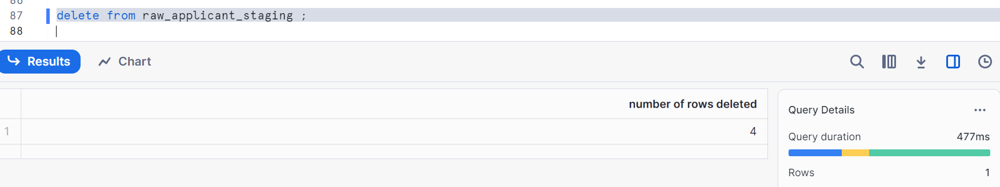 86
87 delete from raw_applicant_staging ;
88
Results Chart
number of rows deleted
1 4
Query Details ...
Query duration 477ms
Rows 1